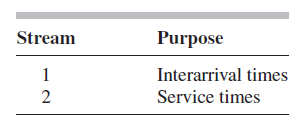 Stream Purpose
1 Interarrival times
2 Service times